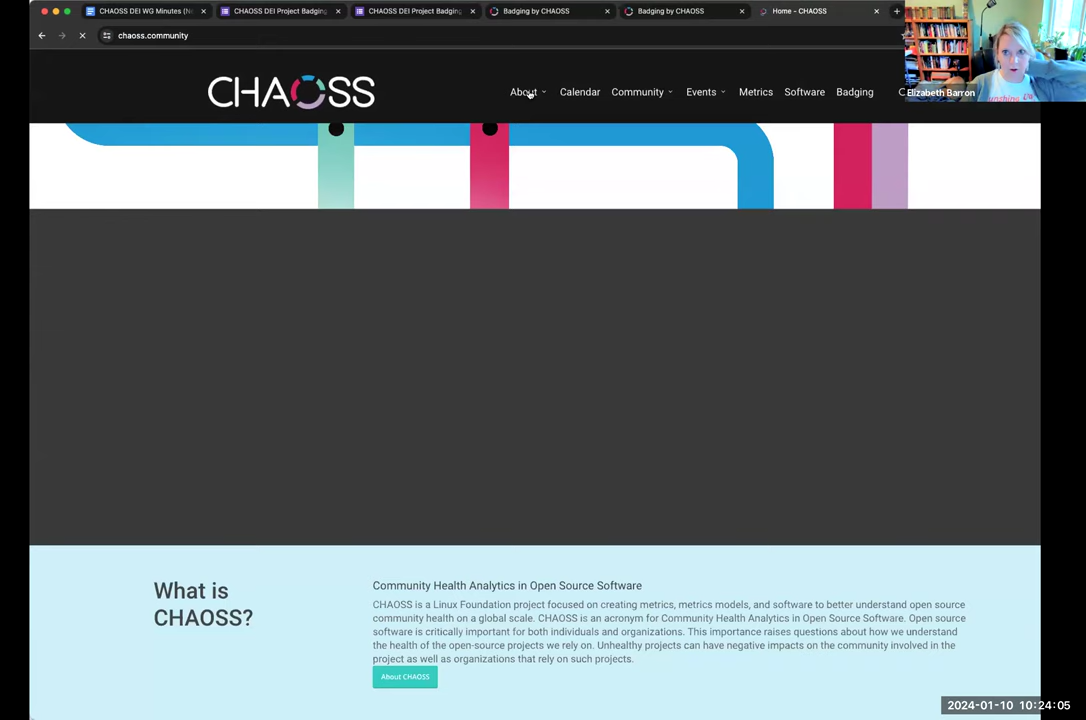 CHAOSS DEI WG Minutes (N
CHAOSS DEI Project Badging
CHAOSS DEI Project Badging
Badging by CHAOSS
Badging by CHAOSS
Home - CHAOSS
chaoss.community
CHAOSS
About
Calendar
Community
Events
Metrics
Software
Badging
Elizabeth Barron
What is
CHAOSS?
Community Health Analytics in Open Source Software
CHAOSS is a Linux Foundation project focused on creating metrics, metrics models, and software to better understand open source
community health on a global scale. CHAOSS is an acronym for Community Health Analytics in Open Source Software. Open source
software is critically important for both individuals and organizations. This importance raises questions about how we understand
the health of the open-source projects we rely on. Unhealthy projects can have negative impacts on the community involved in the
project as well as organizations that rely on such projects.
About CHAOSS
2024-01-10 10:24:05